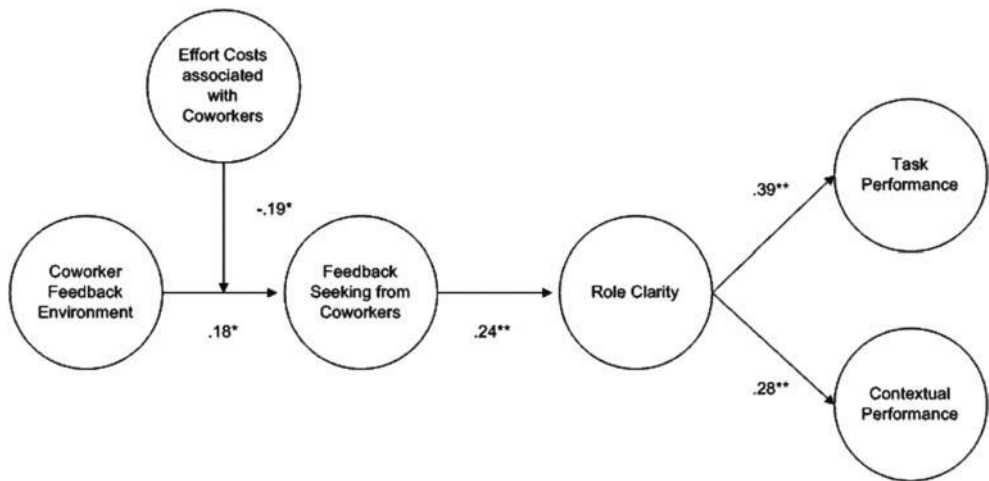 Effort Costs
associated
with
Coworkers
-.19*
Coworker
Feedback
Environment
.18*
Feedback
Seeking from
Coworkers
.24**
Role Clarity
.39**
Task
Performance
.28**
Contextual
Performance